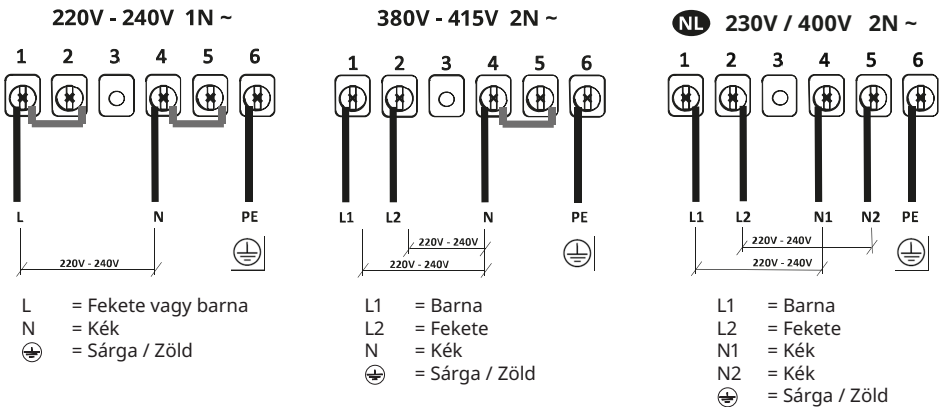 220V - 240V 1N ~
1 2 3 4 5 6
L N PE
220V - 240V
L = Fekete vagy barna
N = Kék
= Sárga / Zöld
380V - 415V 2N ~
1 2 3 4 5 6
L1 L2 N PE
220V - 240V
220V - 240V
L1 = Barna
L2 = Fekete
N = Kék
= Sárga / Zöld
NL 230V / 400V 2N ~
1 2 3 4 5 6
L1 L2 N1 N2 PE
220V - 240V
220V - 240V
L1 = Barna
L2 = Fekete
N1 = Kék
N2 = Kék
= Sárga / Zöld